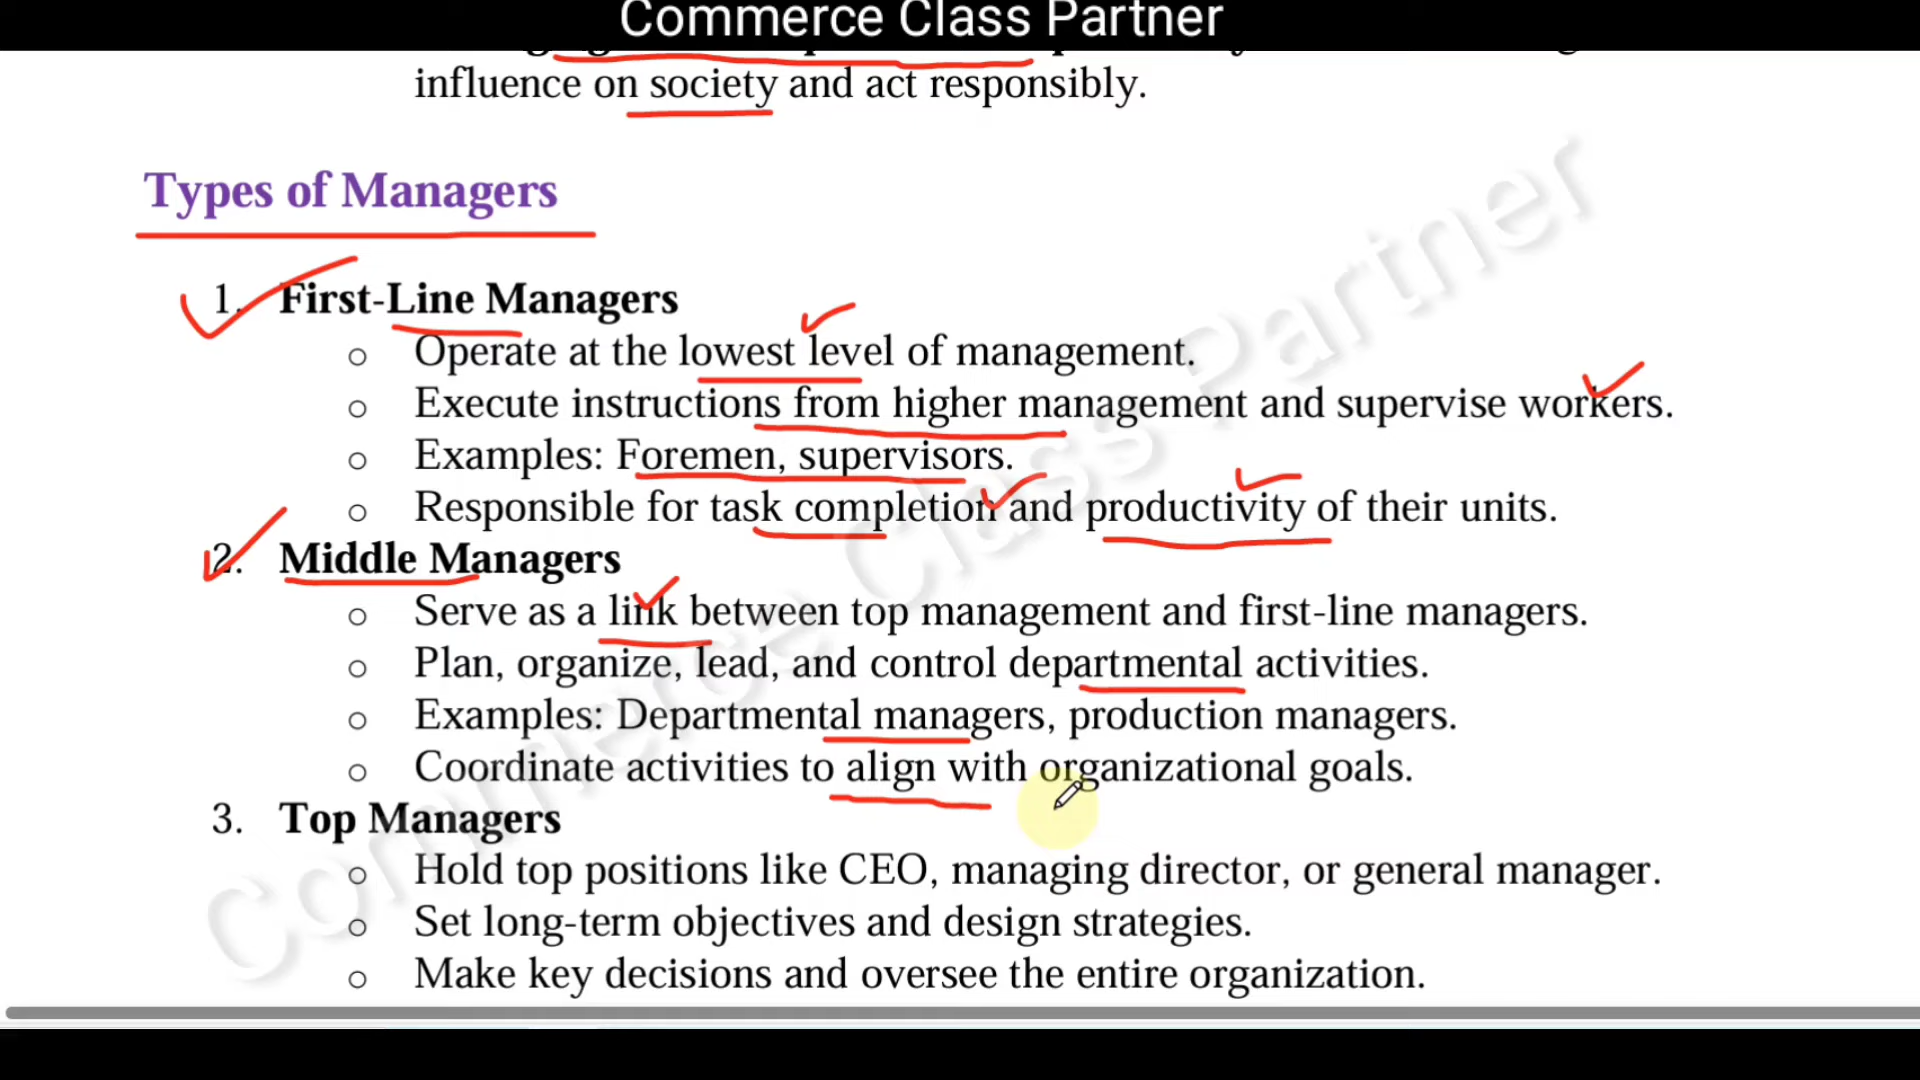 Commerce Class Partner
influence on society and act responsibly.
Types of Managers
1. First-Line Managers
o Operate at the lowest level of management.
o Execute instructions from higher management and supervise workers.
o Examples: Foremen, supervisors.
o Responsible for task completion and productivity of their units.
2. Middle Managers
o Serve as a link between top management and first-line managers.
o Plan, organize, lead, and control departmental activities.
o Examples: Departmental managers, production managers.
o Coordinate activities to align with organizational goals.
3. Top Managers
o Hold top positions like CEO, managing director, or general manager.
o Set long-term objectives and design strategies.
o Make key decisions and oversee the entire organization.
Commerce Class Partner